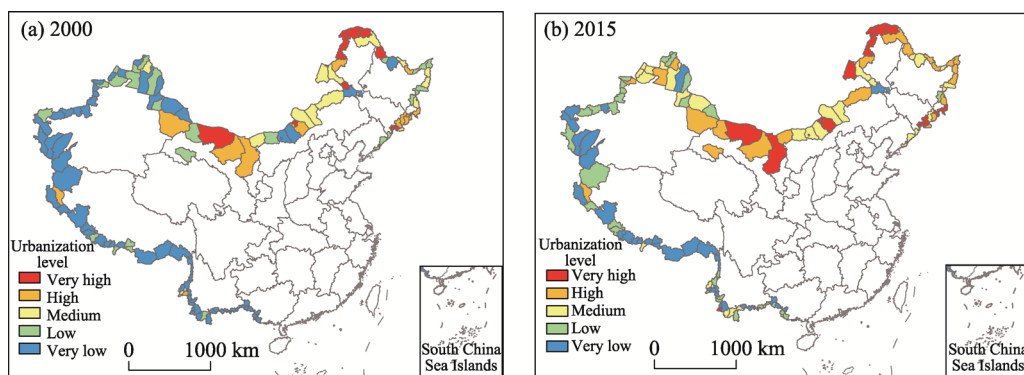 (a) 2000
Urbanization
level
Very high
High
Medium
Low
Very low
0 1000 km
South China
Sea Islands
(b) 2015
Urbanization
level
Very high
High
Medium
Low
Very low
0 1000 km
South China
Sea Islands